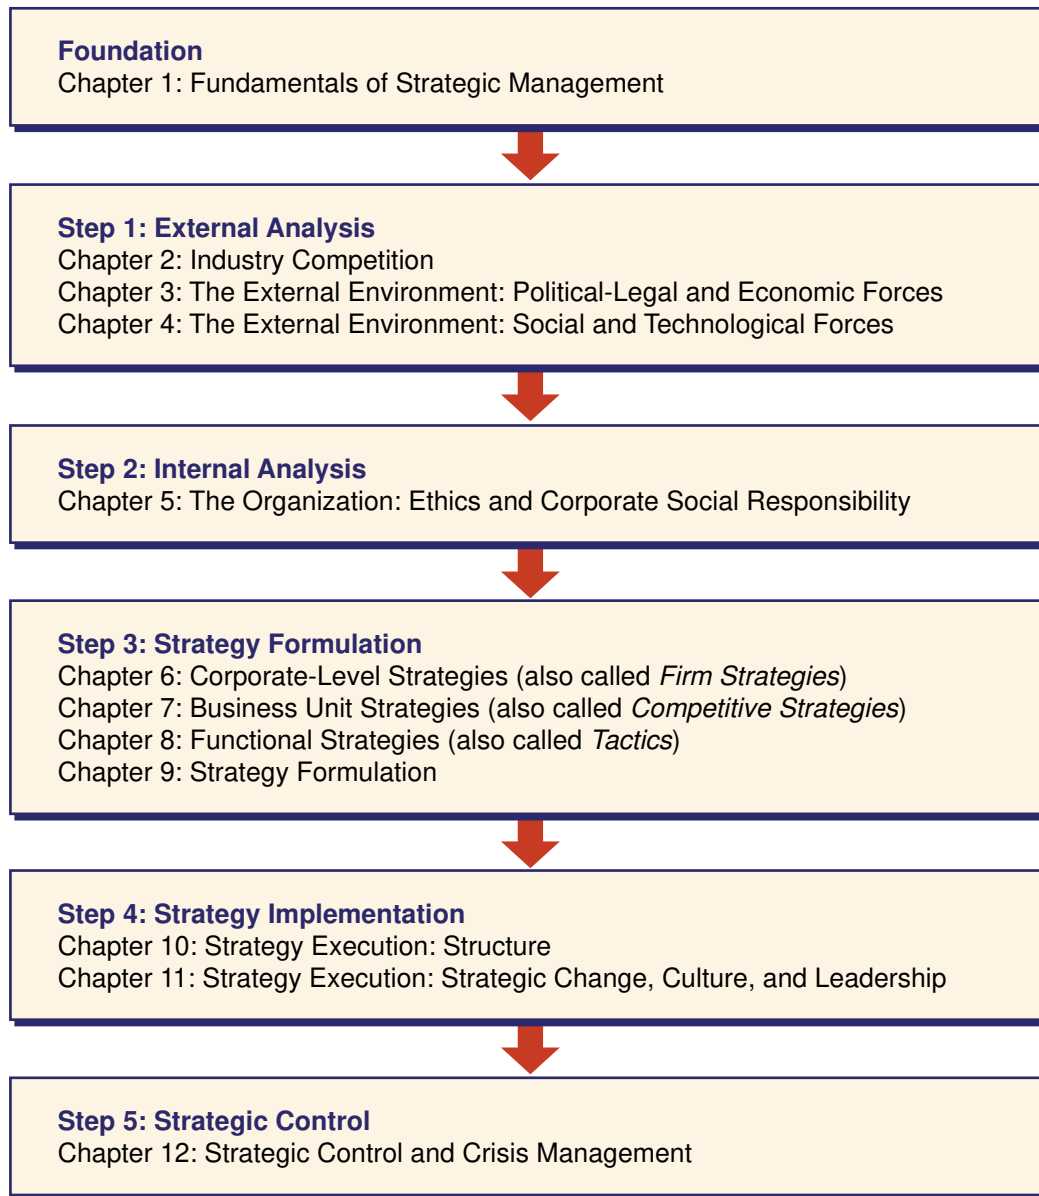 Foundation
Chapter 1: Fundamentals of Strategic Management
Step 1: External Analysis
Chapter 2: Industry Competition
Chapter 3: The External Environment: Political-Legal and Economic Forces
Chapter 4: The External Environment: Social and Technological Forces
Step 2: Internal Analysis
Chapter 5: The Organization: Ethics and Corporate Social Responsibility
Step 3: Strategy Formulation
Chapter 6: Corporate-Level Strategies (also called Firm Strategies)
Chapter 7: Business Unit Strategies (also called Competitive Strategies)
Chapter 8: Functional Strategies (also called Tactics)
Chapter 9: Strategy Formulation
Step 4: Strategy Implementation
Chapter 10: Strategy Execution: Structure
Chapter 11: Strategy Execution: Strategic Change, Culture, and Leadership
Step 5: Strategic Control
Chapter 12: Strategic Control and Crisis Management